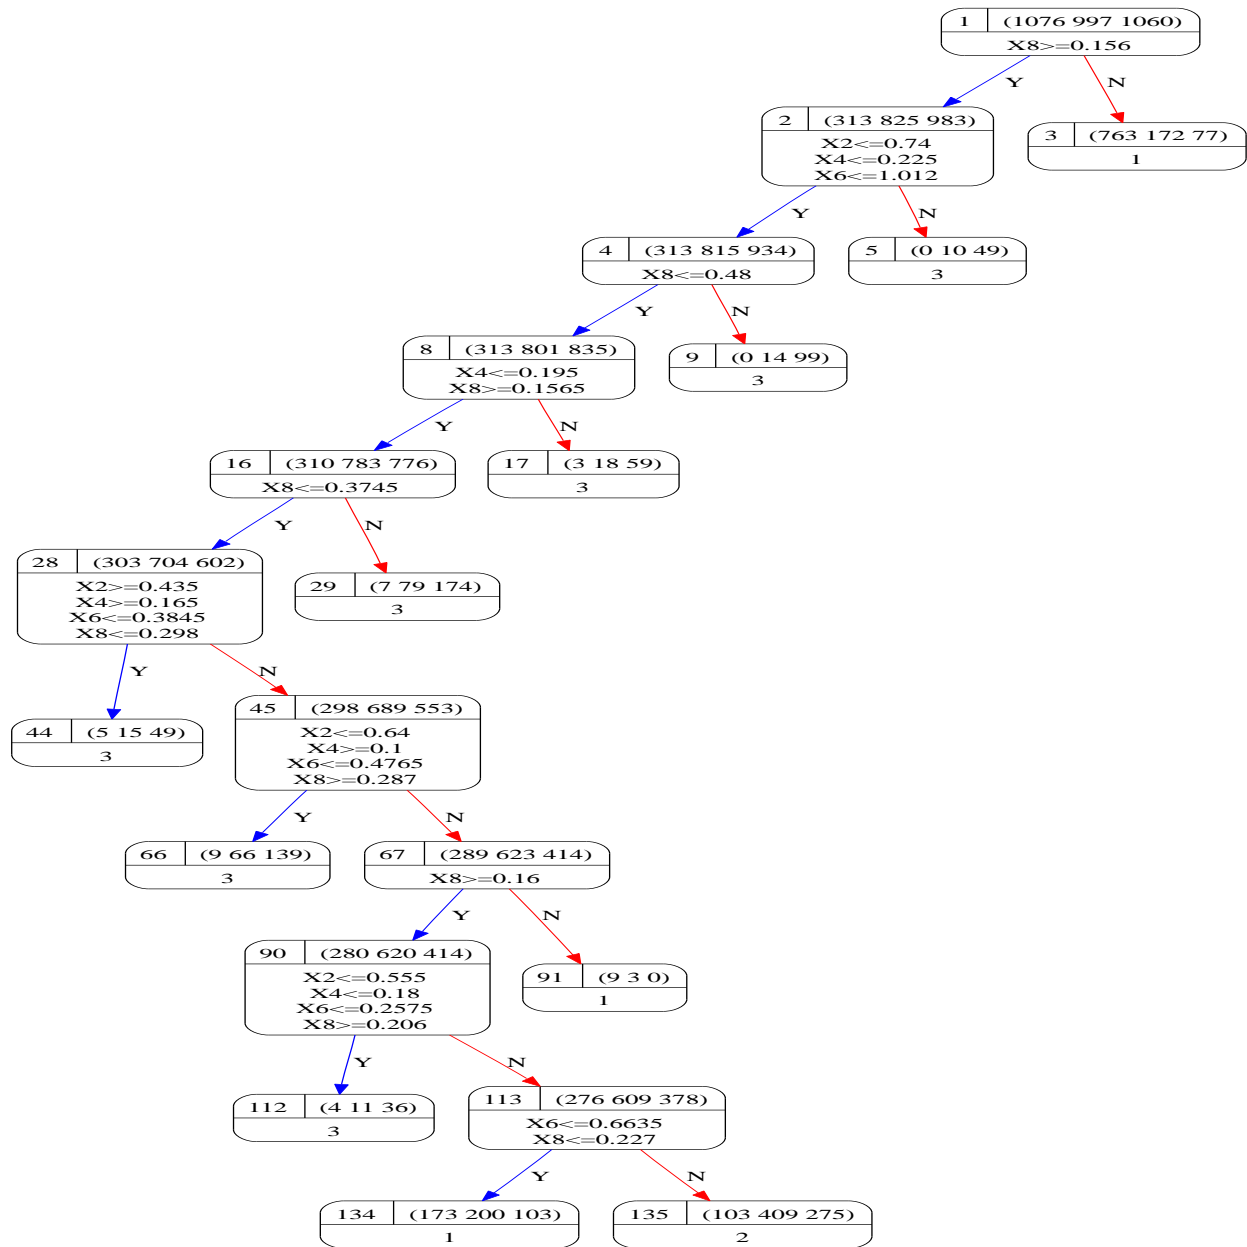 1 (1076 997 1060)
X8>=0.156
Y N
2 (313 825 983)
X2<=0.74
X4<=0.225
X6<=1.012
3 (763 172 77)
1
Y N
4 (313 815 934)
X8<=0.48
5 (0 10 49)
3
Y N
8 (313 801 835)
X4<=0.195
X8>=0.1565
9 (0 14 99)
3
Y N
16 (310 783 776)
X8<=0.3745
17 (3 18 59)
3
Y N
28 (303 704 602)
X2>=0.435
X4>=0.165
X6<=0.3845
X8<=0.298
29 (7 79 174)
3
Y N
44 (5 15 49)
3
45 (298 689 553)
X2<=0.64
X4>=0.1
X6<=0.4765
X8>=0.287
Y N
66 (9 66 139)
3
67 (289 623 414)
X8>=0.16
Y N
90 (280 620 414)
X2<=0.555
X4<=0.18
X6<=0.2575
X8>=0.206
91 (9 3 0)
1
Y N
112 (4 11 36)
3
113 (276 609 378)
X6<=0.6635
X8<=0.227
Y N
134 (173 200 103)
1
135 (103 409 275)
2